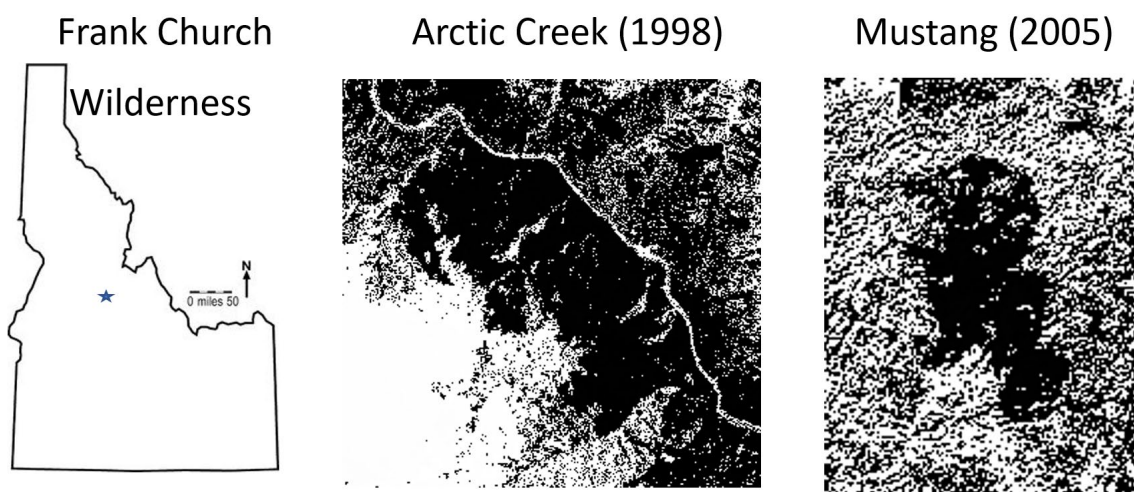 Frank Church
Wilderness
N
0 miles 50
Arctic Creek (1998)
Mustang (2005)